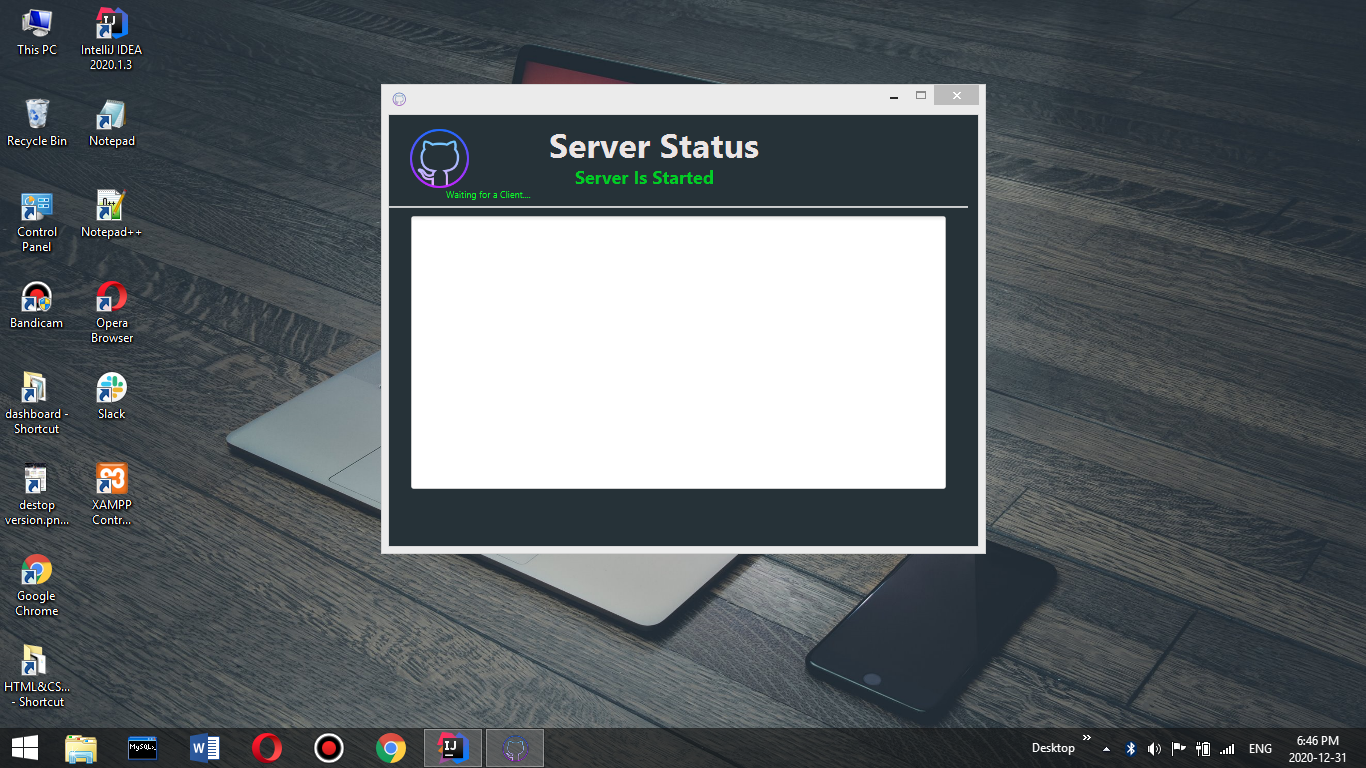 This PC
IntelliJ IDEA
2020.1.3
Recycle Bin
Notepad
Control
Panel
Notepad++
Bandicam
Opera
Browser
dashboard -
Shortcut
Slack
destop
version.pn...
XAMPP
Contr...
Google
Chrome
HTML&CS...
- Shortcut
Server Status
Server Is Started
Waiting for a Client....
MySQL
W
IJ
Desktop
ENG
6:46 PM
2020-12-31